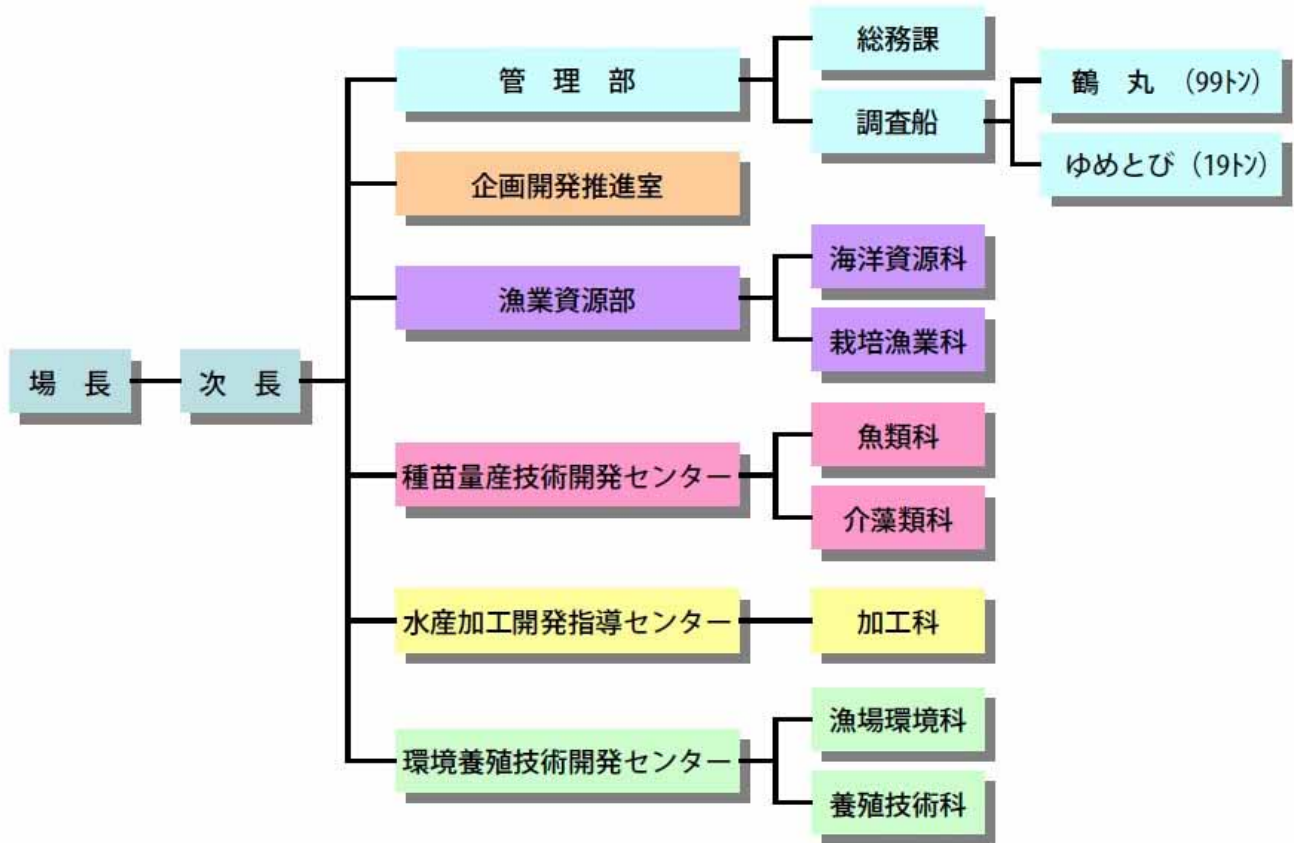 場　長
次　長
管　理　部
総務課
調査船
鶴　丸　(99ﾄﾝ)
ゆめとび (19ﾄﾝ)
企画開発推進室
漁業資源部
海洋資源科
栽培漁業科
種苗量産技術開発センター
魚類科
介藻類科
水産加工開発指導センター
加工科
環境養殖技術開発センター
漁場環境科
養殖技術科